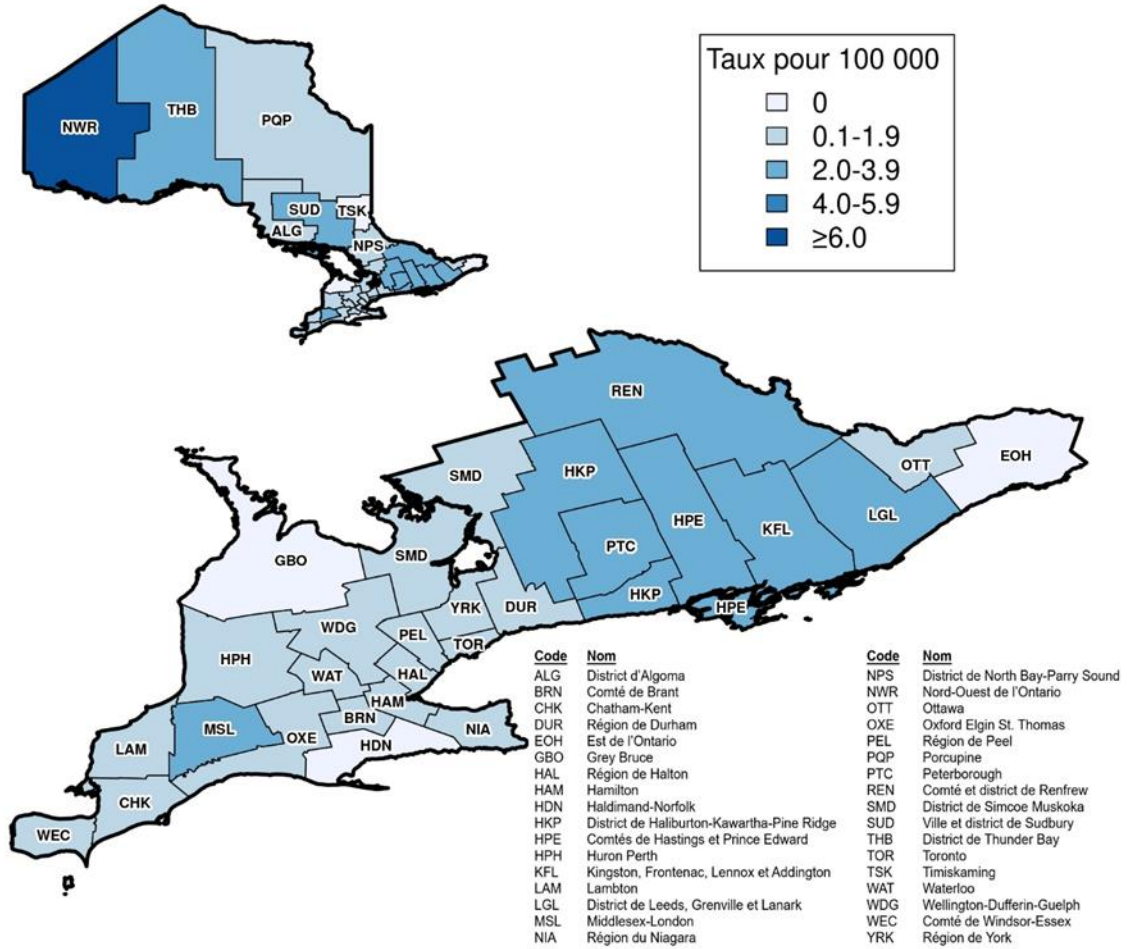 Taux pour 100 000
0
0.1-1.9
2.0-3.9
4.0-5.9
≥6.0
NWR
THB
PQP
SUD
TSK
ALG
NPS
REN
SMD
HKP
OTT
EOH
LGL
HPE
KFL
PTC
GBO
SMD
HKP
HPE
YRK
DUR
WDG
PEL
TOR
HPH
WAT
HAL
HAM
BRN
MSL
OXE
HDN
NIA
LAM
CHK
WEC
Code Nom
ALG District d'Algoma
BRN Comté de Brant
CHK Chatham-Kent
DUR Région de Durham
EOH Est de l'Ontario
GBO Grey Bruce
HAL Région de Halton
HAM Hamilton
HDN Haldimand-Norfolk
HKP District de Haliburton-Kawartha-Pine Ridge
HPE Comtés de Hastings et Prince Edward
HPH Huron Perth
KFL Kingston, Frontenac, Lennox et Addington
LAM Lambton
LGL District de Leeds, Grenville et Lanark
MSL Middlesex-London
NIA Région du Niagara
Code Nom
NPS District de North Bay-Parry Sound
NWR Nord-Ouest de l'Ontario
OTT Ottawa
OXE Oxford Elgin St. Thomas
PEL Région de Peel
PQP Porcupine
PTC Peterborough
REN Comté et district de Renfrew
SMD District de Simcoe Muskoka
SUD Ville et district de Sudbury
THB District de Thunder Bay
TOR Toronto
TSK Timiskaming
WAT Waterloo
WDG Wellington-Dufferin-Guelph
WEC Comté de Windsor-Essex
YRK Région de York